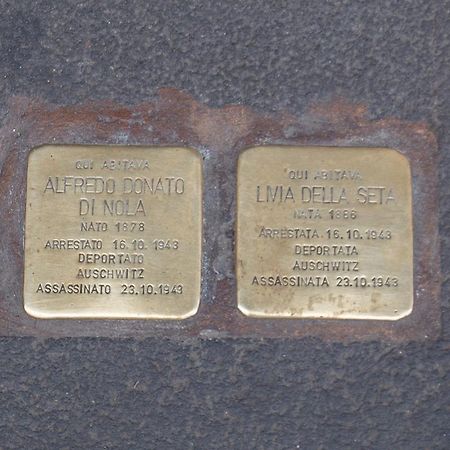 QUI ABITAVA
ALFREDO DONATO
DI NOLA
NATO 1878
ARRESTATO 16.10.1943
DEPORTATO
AUSCHWITZ
ASSASSINATO 23.10.1943
QUI ABITAVA
LIVIA DELLA SETA
NATA 1886
ARRESTATA 16.10.1943
DEPORTATA
AUSCHWITZ
ASSASSINATA 23.10.1943